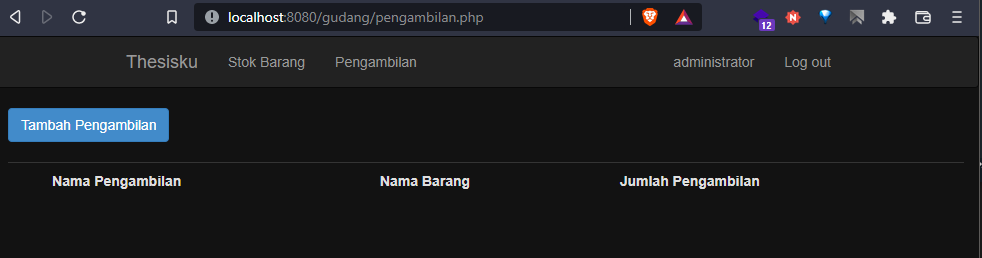 localhost:8080/gudang/pengambilan.php
12
Thesisku Stok Barang Pengambilan administrator Log out
Tambah Pengambilan
Nama Pengambilan Nama Barang Jumlah Pengambilan